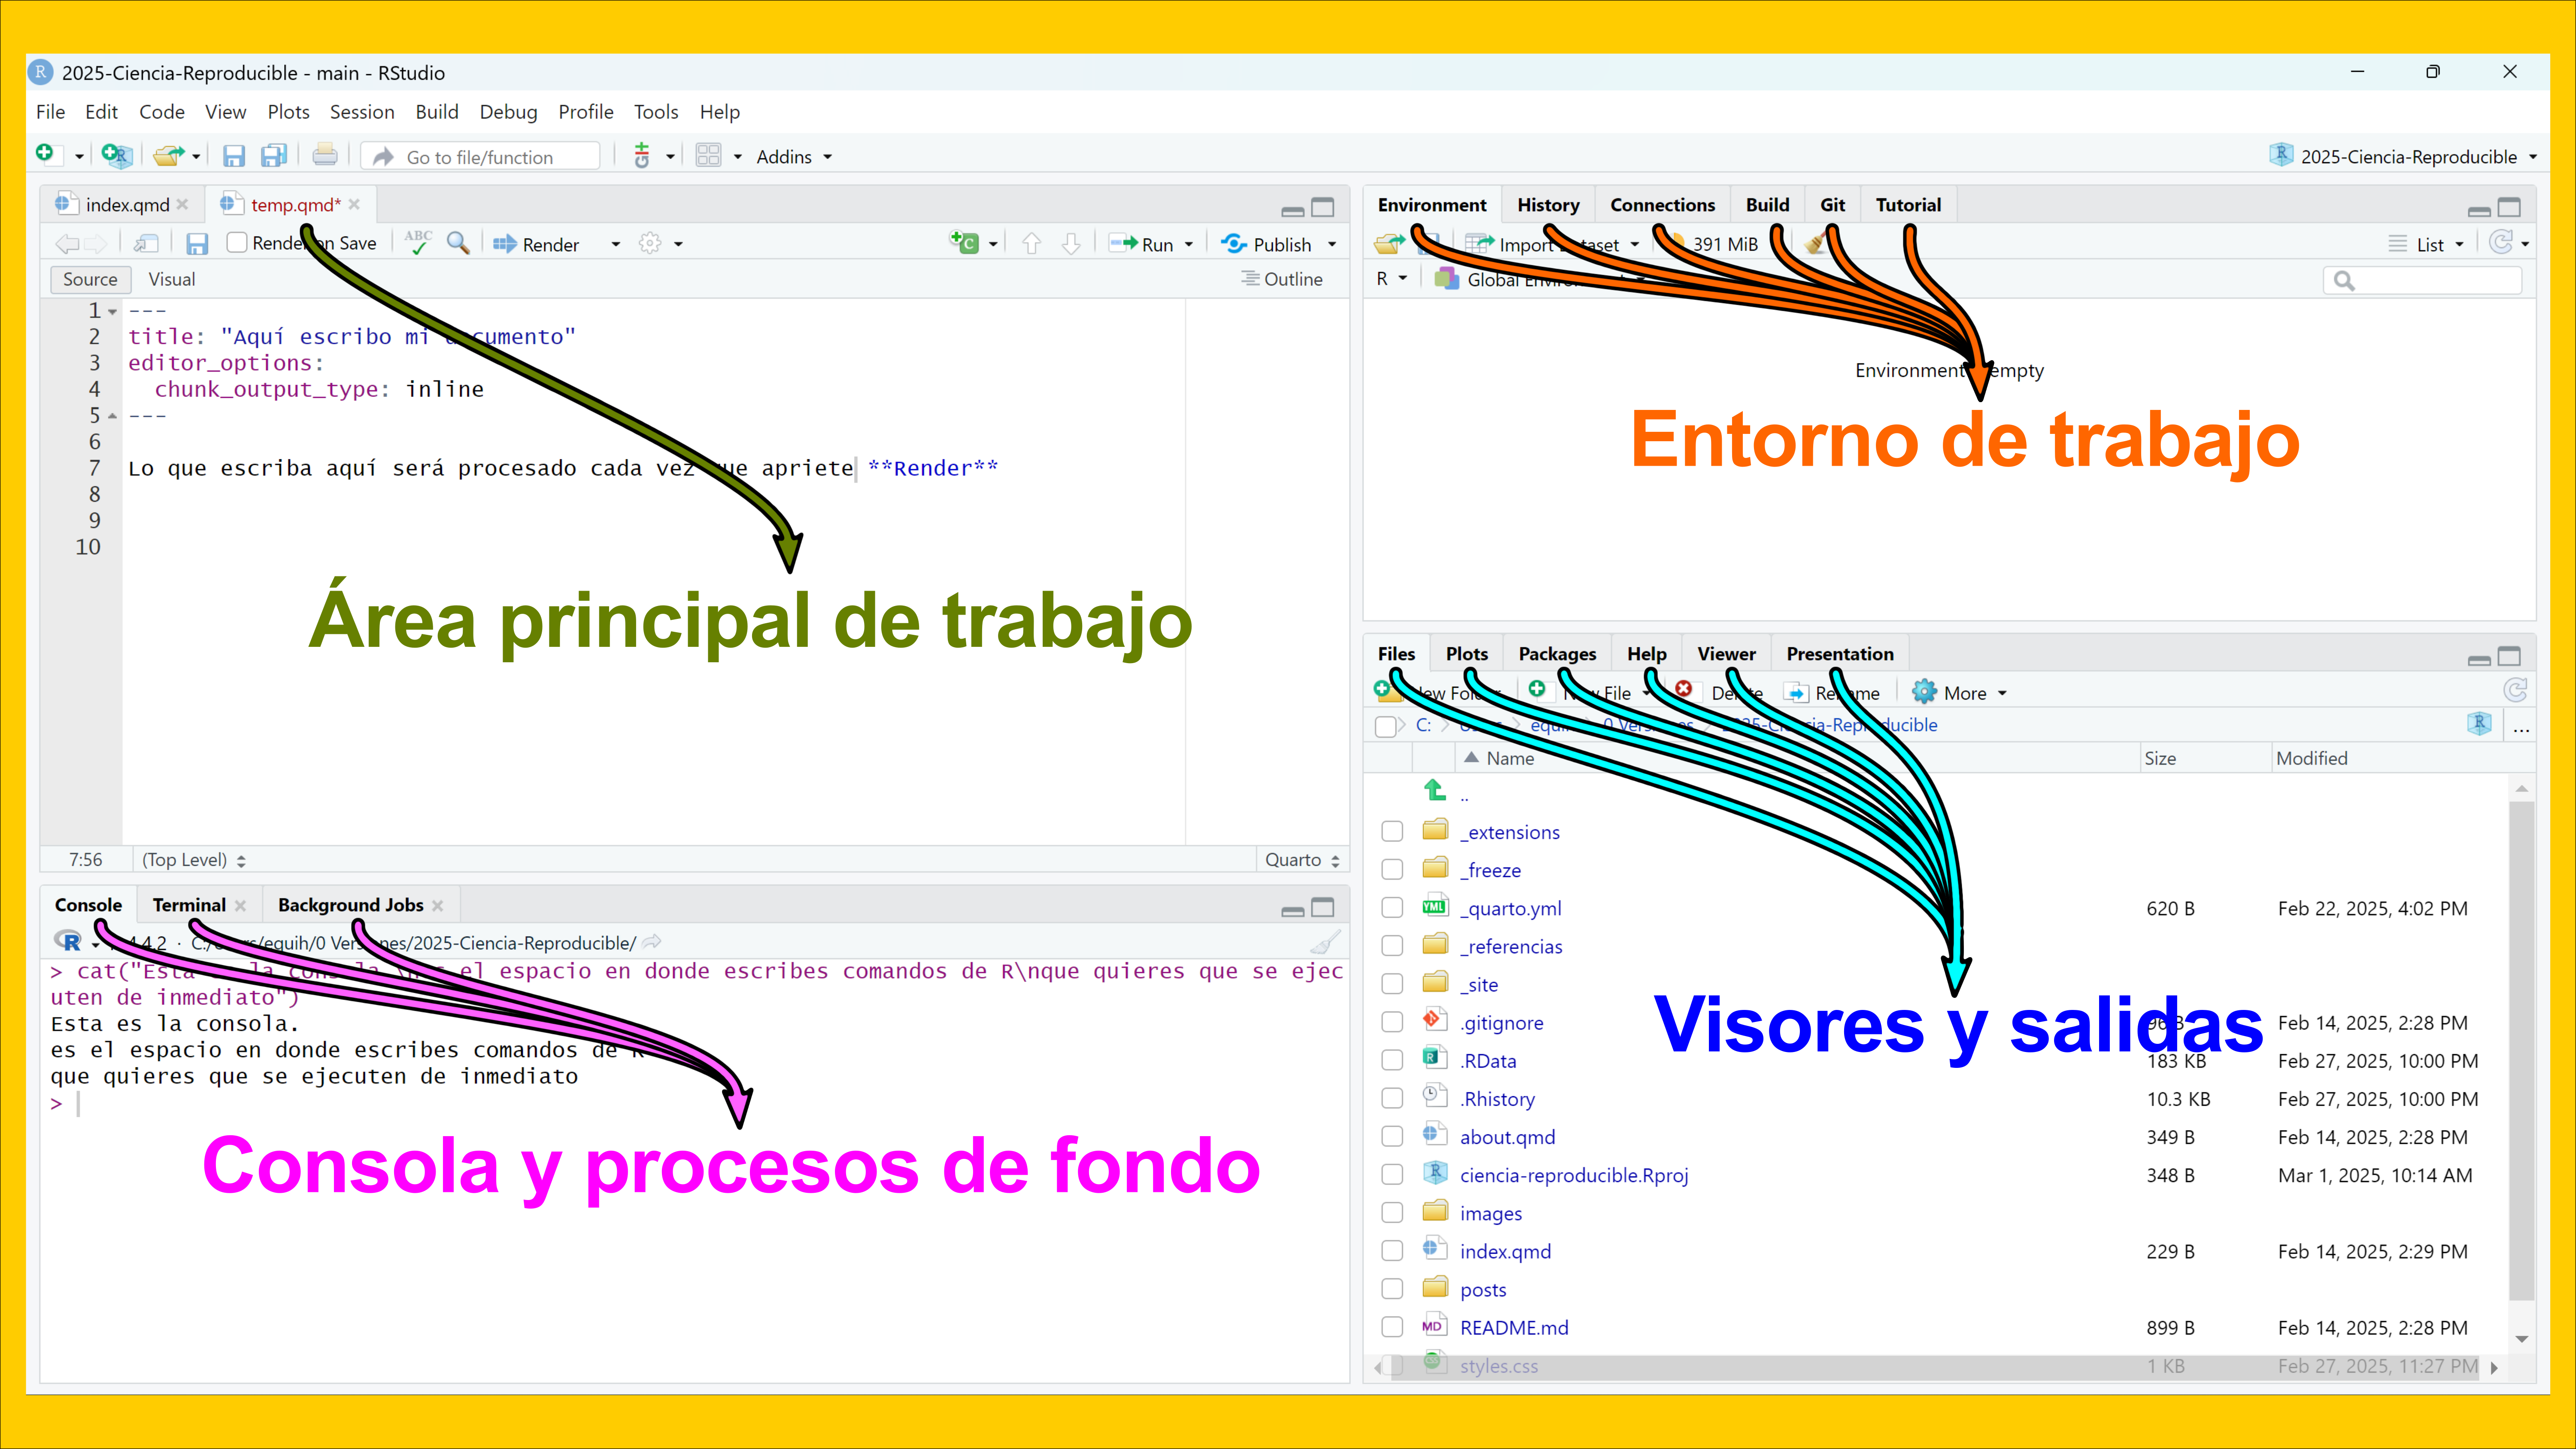 2025-Ciencia-Reproducible - main - RStudio
File Edit Code View Plots Session Build Debug Profile Tools Help
Go to file/function Git Addins 2025-Ciencia-Reproducible
index.qmd temp.qmd*
Render on Save ABC Render Run Publish
Source Visual Outline
1 ---
2 title: "Aquí escribo mi documento"
3 editor_options:
4 chunk_output_type: inline
5 ---
6
7 Lo que escriba aquí será procesado cada vez que apriete **Render**
8
9
10
Área principal de trabajo
7:56 (Top Level) Quarto
Console Terminal Background Jobs
4.4.2 · C:/Users/equih/0 Versiones/2025-Ciencia-Reproducible/
> cat("Esta es la consola.\nes el espacio en donde escribes comandos de R\nque quieres que se ejec
uten de inmediato")
Esta es la consola.
es el espacio en donde escribes comandos de R
que quieres que se ejecuten de inmediato
>
Consola y procesos de fondo
Environment History Connections Build Git Tutorial
Import Dataset 391 MiB List
R Global Environment
Environment is empty
Entorno de trabajo
Files Plots Packages Help Viewer Presentation
New Folder New File Delete Rename More
C: Users equih 0 Versiones 2025-Ciencia-Reproducible ...
Name Size Modified
..
_extensions
_freeze
_quarto.yml 620 B Feb 22, 2025, 4:02 PM
_referencias
_site
.gitignore 96 B Feb 14, 2025, 2:28 PM
Visores y salidas
.RData 183 KB Feb 27, 2025, 10:00 PM
.Rhistory 10.3 KB Feb 27, 2025, 10:00 PM
about.qmd 349 B Feb 14, 2025, 2:28 PM
ciencia-reproducible.Rproj 348 B Mar 1, 2025, 10:14 AM
images
index.qmd 229 B Feb 14, 2025, 2:29 PM
posts
README.md 899 B Feb 14, 2025, 2:28 PM
styles.css 1 KB Feb 27, 2025, 11:27 PM